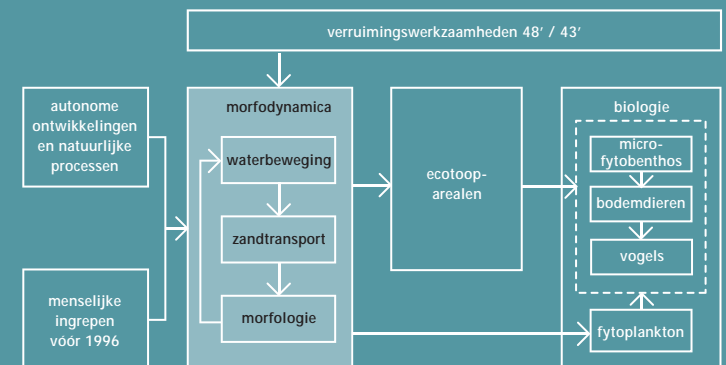 verruimingswerkzaamheden 48' / 43'
autonome
ontwikkelingen
en natuurlijke
processen
menselijke
ingrepen
vóór 1996
morfodynamica
waterbeweging
zandtransport
morfologie
ecotoop-
arealen
biologie
micro-
fytobenthos
bodemdieren
vogels
fytoplankton